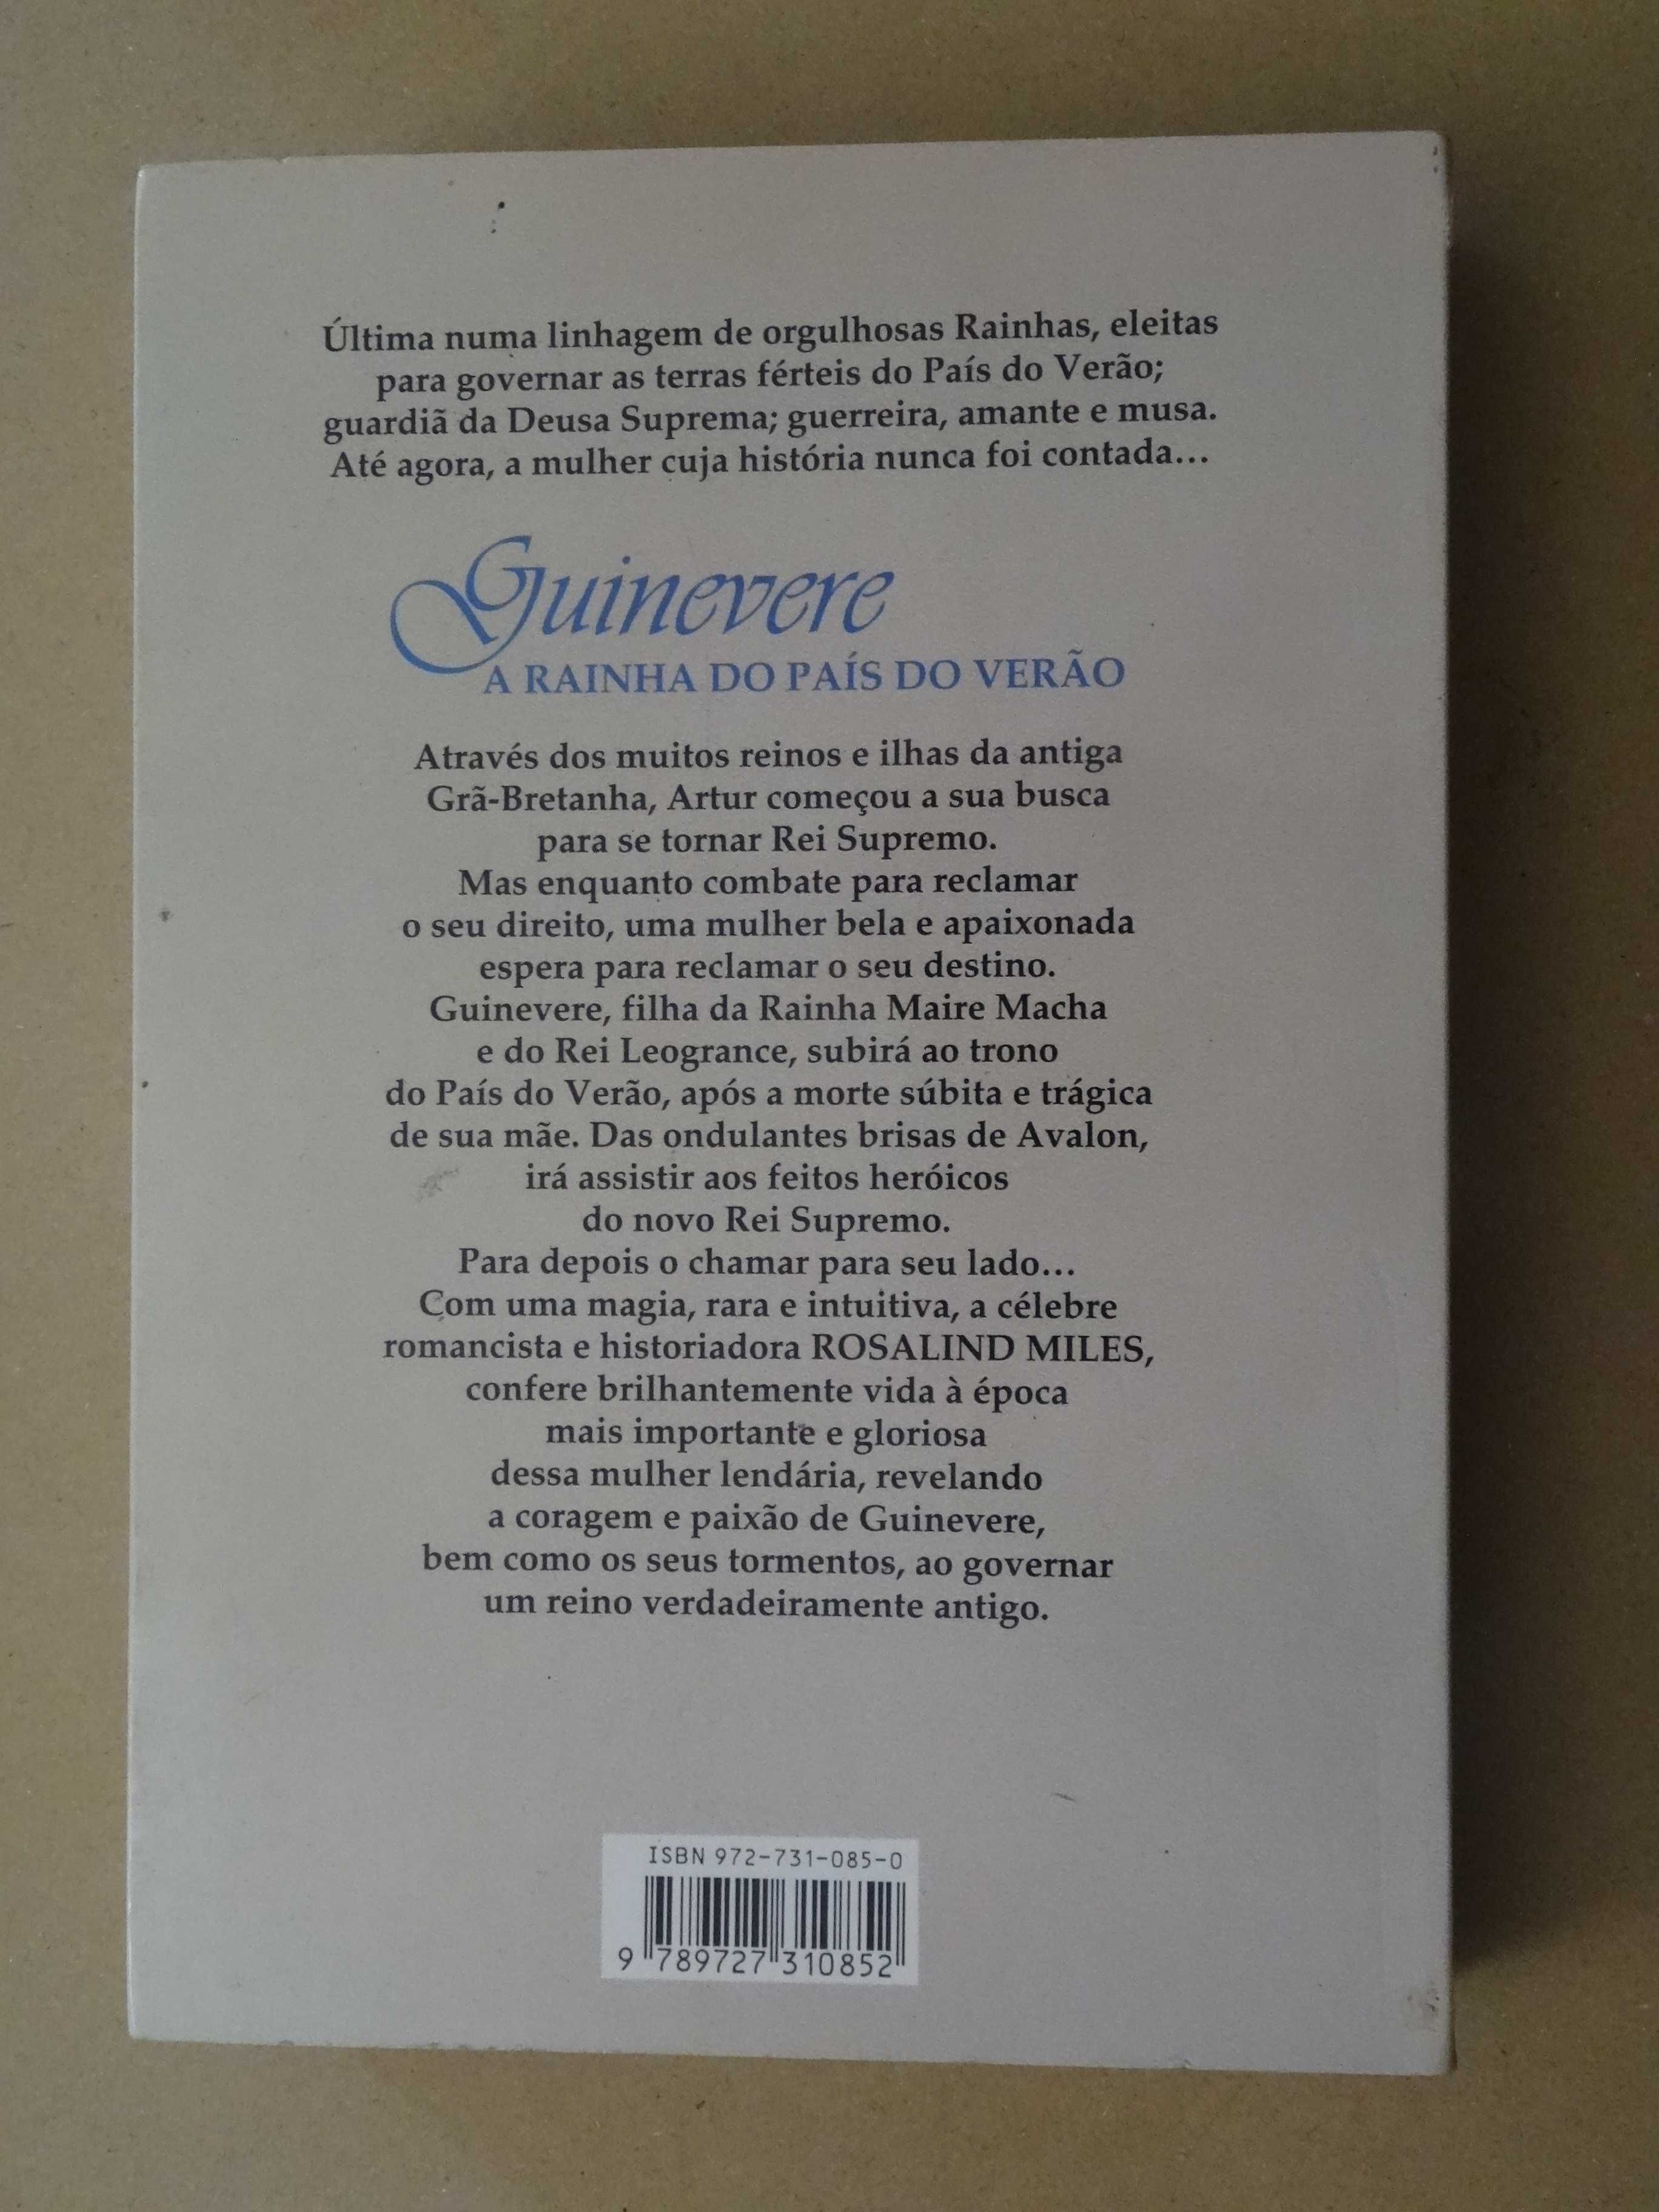 Última numa linhagem de orgulhosas Rainhas, eleitas
para governar as terras férteis do País do Verão;
guardiã da Deusa Suprema; guerreira, amante e musa.
Até agora, a mulher cuja história nunca foi contada...
Guinevere
A RAINHA DO PAÍS DO VERÃO
Através dos muitos reinos e ilhas da antiga
Grã-Bretanha, Artur começou a sua busca
para se tornar Rei Supremo.
Mas enquanto combate para reclamar
o seu direito, uma mulher bela e apaixonada
espera para reclamar o seu destino.
Guinevere, filha da Rainha Maire Macha
e do Rei Leogrance, subirá ao trono
do País do Verão, após a morte súbita e trágica
de sua mãe. Das ondulantes brisas de Avalon,
irá assistir aos feitos heróicos
do novo Rei Supremo.
Para depois o chamar para seu lado...
Com uma magia, rara e intuitiva, a célebre
romancista e historiadora ROSALIND MILES,
confere brilhantemente vida à época
mais importante e gloriosa
dessa mulher lendária, revelando
a coragem e paixão de Guinevere,
bem como os seus tormentos, ao governar
um reino verdadeiramente antigo.
ISBN 972-731-085-0
9 789727 310852